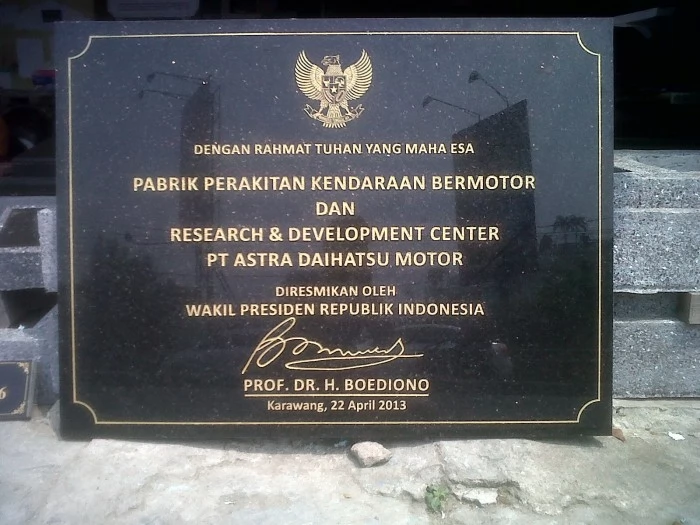 DENGAN RAHMAT TUHAN YANG MAHA ESA
PABRIK PERAKITAN KENDARAAN BERMOTOR
DAN
RESEARCH & DEVELOPMENT CENTER
PT ASTRA DAIHATSU MOTOR
DIRESMIKAN OLEH
WAKIL PRESIDEN REPUBLIK INDONESIA
PROF. DR. H. BOEDIONO
Karawang, 22 April 2013
6